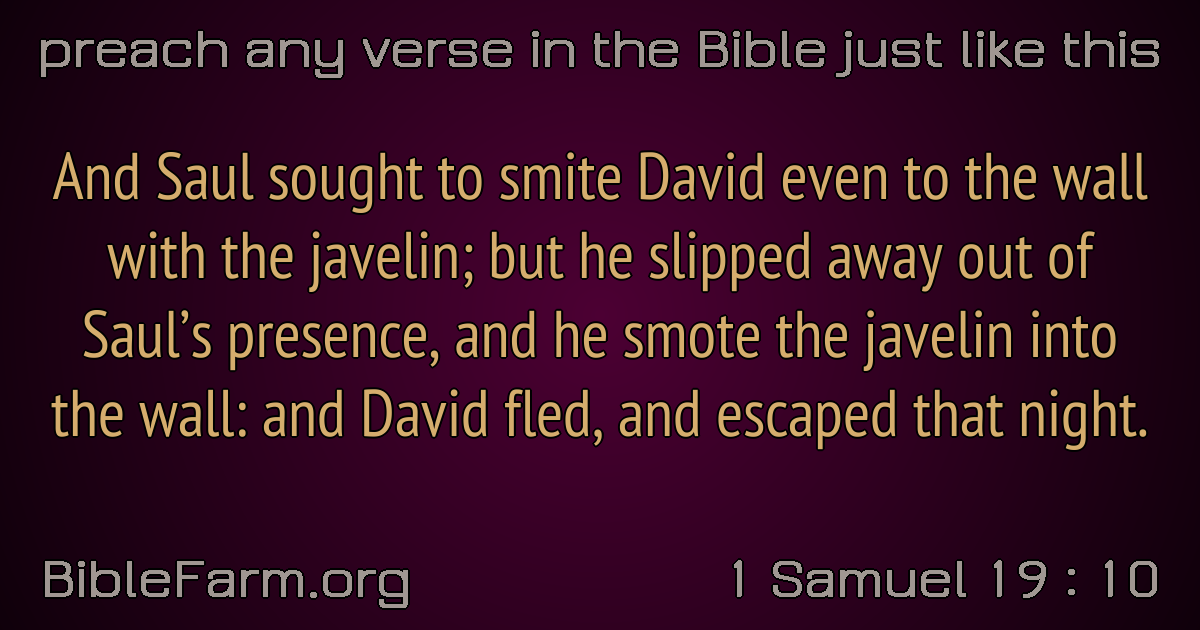 preach any verse in the Bible just like this
And Saul sought to smite David even to the wall
with the javelin; but he slipped away out of
Saul’s presence, and he smote the javelin into
the wall: and David fled, and escaped that night.
BibleFarm.org
1 Samuel 19 : 10